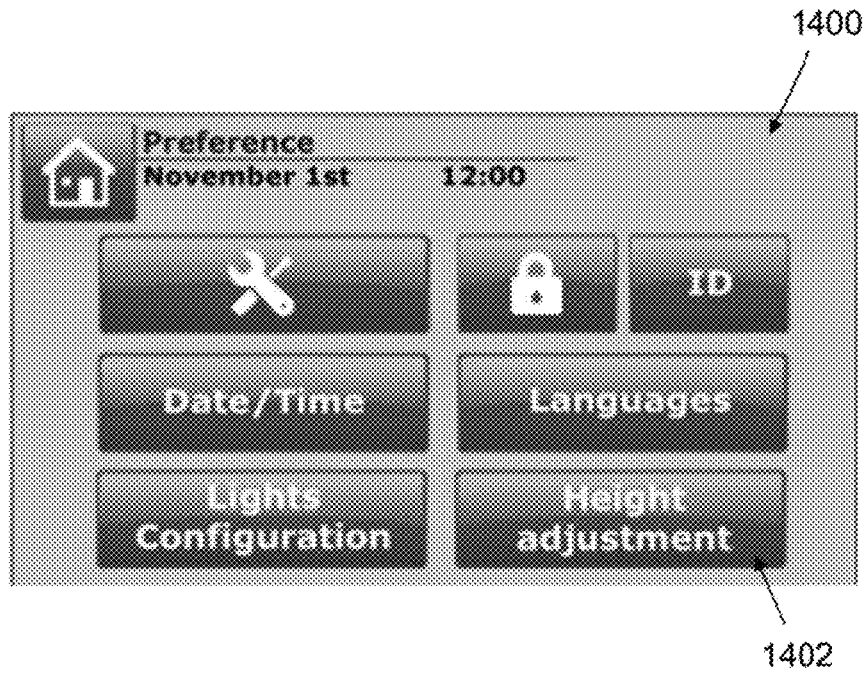 1400
Preference
November 1st 12:00
ID
Date/Time
Languages
Lights
Configuration
Height
adjustment
1402